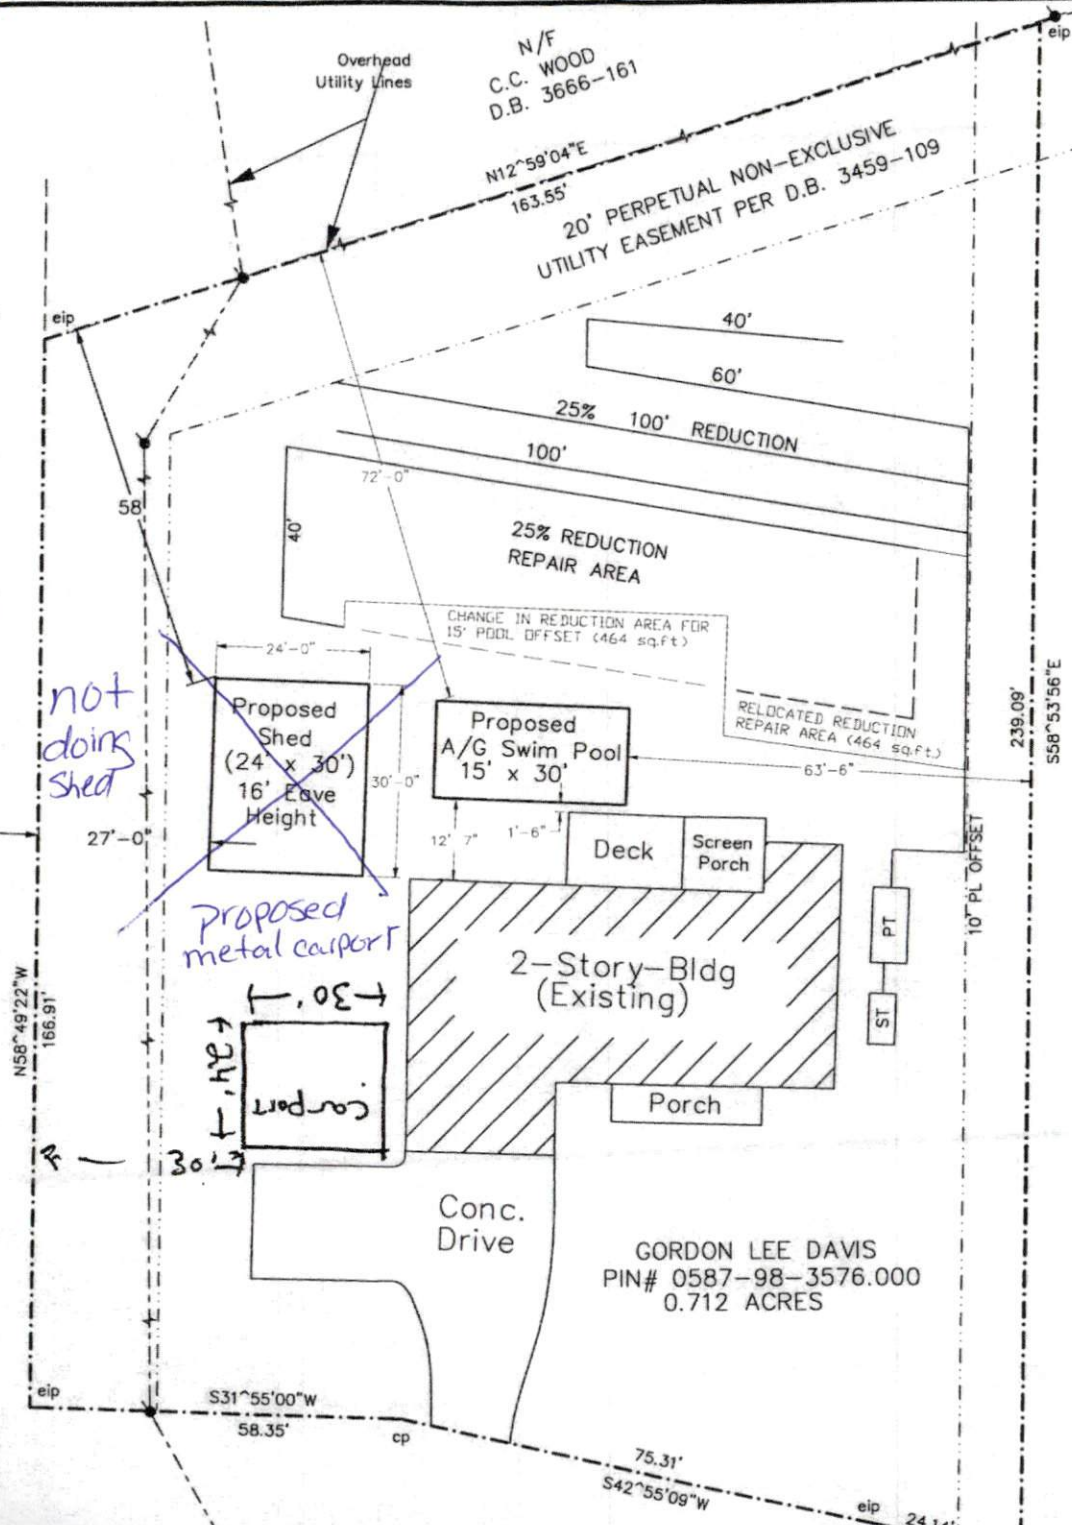 Overhead
Utility Lines
N/F
C.C. WOOD
D.B. 3666-161
eip
N12^59'04"E
163.55'
20' PERPETUAL NON-EXCLUSIVE
UTILITY EASEMENT PER D.B. 3459-109
eip
40'
60'
25% 100' REDUCTION
100'
72'-0"
58
40'
25% REDUCTION
REPAIR AREA
CHANGE IN REDUCTION AREA FOR
15' POOL OFFSET (464 sq.ft)
24'-0"
not
doing
shed
Proposed
Shed
(24' x 30')
16' Eave
Height
30'-0"
27'-0"
Proposed
A/G Swim Pool
15' x 30'
RELOCATED REDUCTION
REPAIR AREA (464 sq.ft)
63'-6"
239.09'
S58^53'56"E
12' 7"
1'-6"
Deck
Screen
Porch
10' PL OFFSET
proposed
metal carport
2-Story-Bldg
(Existing)
PT
ST
N58^49'22"W
166.91'
30'
24'
Carport
30'
Porch
Conc.
Drive
GORDON LEE DAVIS
PIN# 0587-98-3576.000
0.712 ACRES
eip
S31^55'00"W
58.35'
cp
75.31'
S42^55'09"W
eip
24.14'